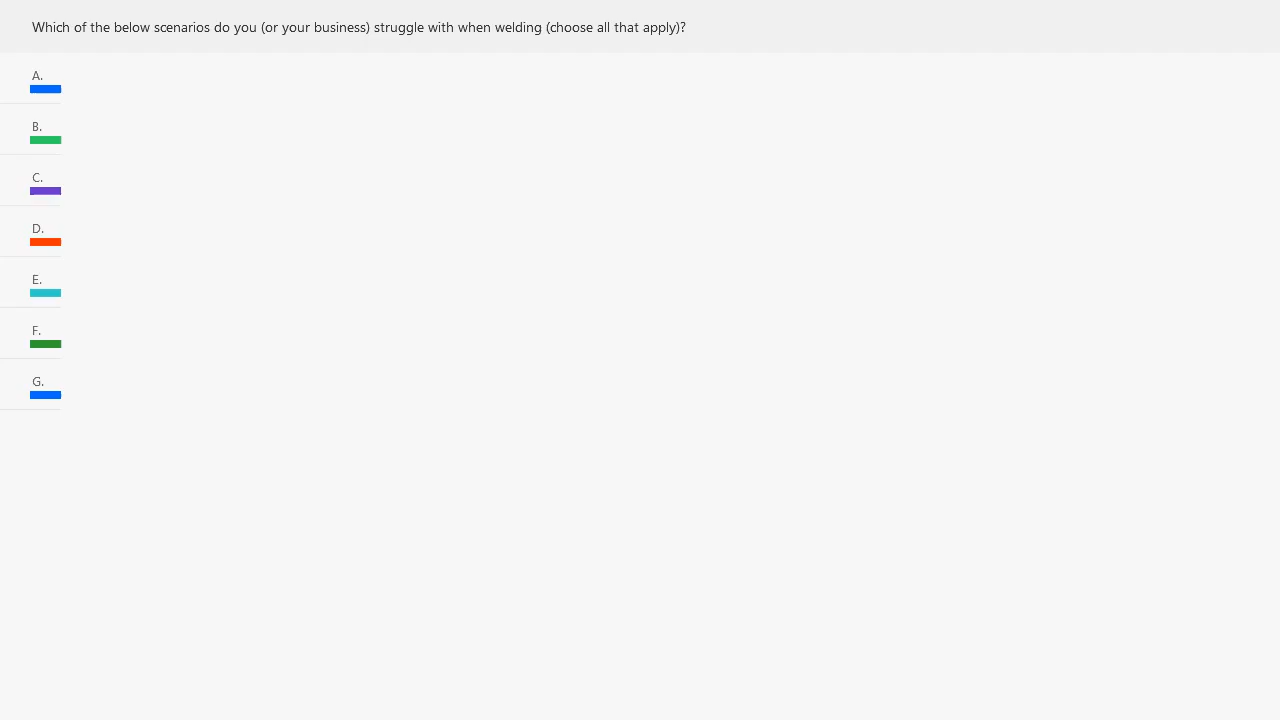 Which of the below scenarios do you (or your business) struggle with when welding (choose all that apply)?
A.
B.
C.
D.
E.
F.
G.